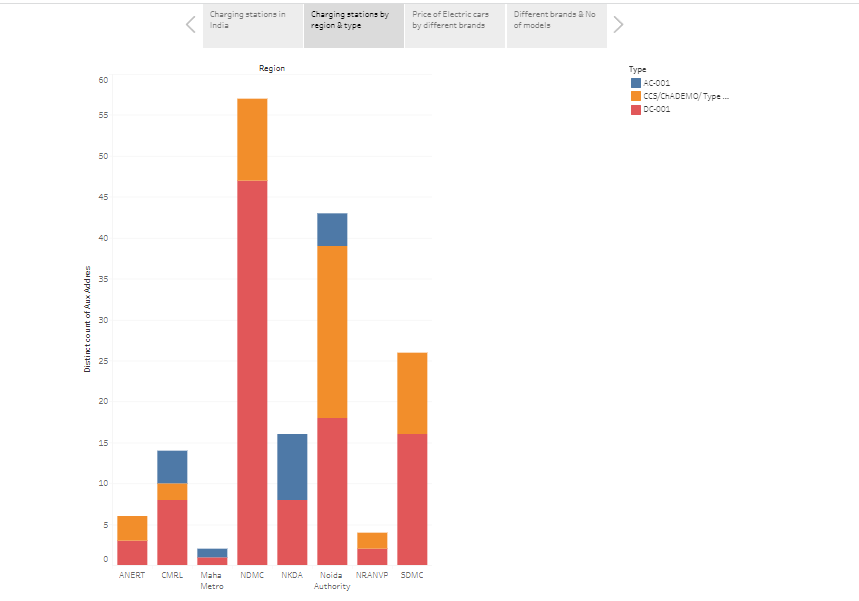 Charging stations in
India
Charging stations by
region & type
Price of Electric cars
by different brands
Different brands & No
of models
Region
Type
AC-001
CCS/CHADEMO/ Type ...
DC-001
60
55
50
45
40
35
30
25
20
15
10
5
0
Distinct count of Aux Address
ANERT
CMRL
Maha
Metro
NDMC
NKDA
Noida
Authority
NRANVP
SDMC